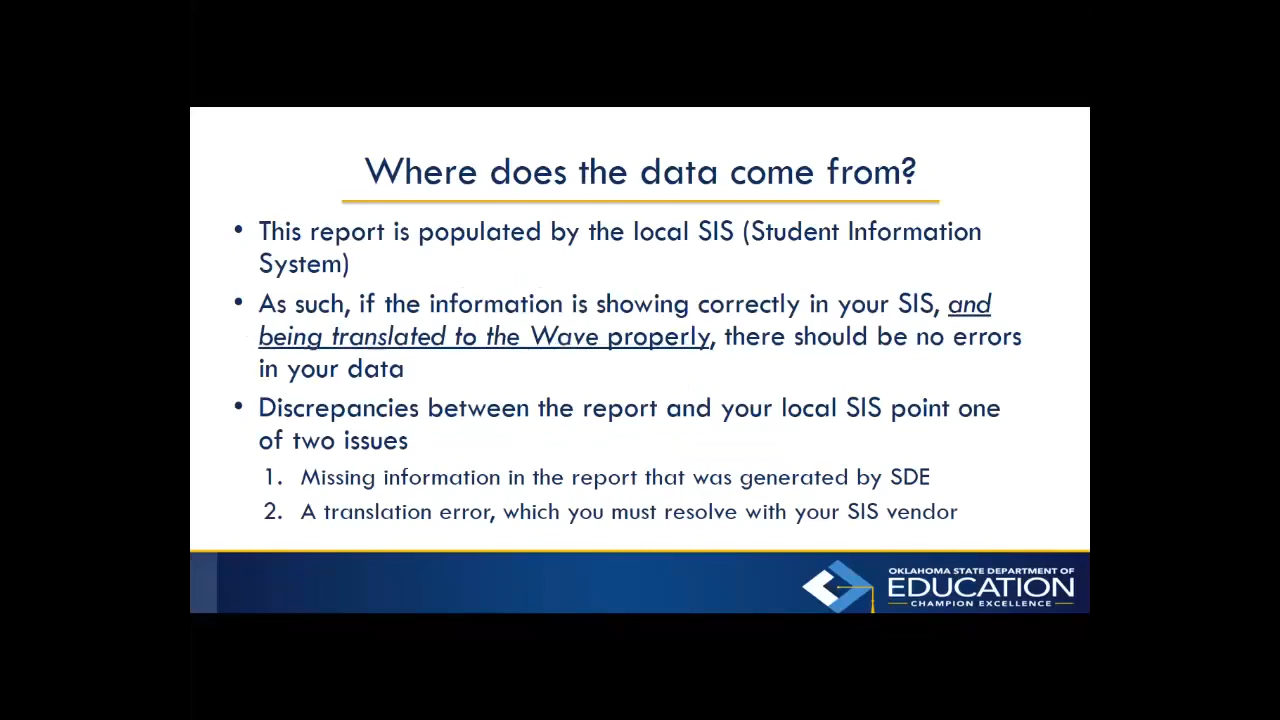 Where does the data come from?
• This report is populated by the local SIS (Student Information
System)
• As such, if the information is showing correctly in your SIS, and
being translated to the Wave properly, there should be no errors
in your data
• Discrepancies between the report and your local SIS point one
of two issues
1. Missing information in the report that was generated by SDE
2. A translation error, which you must resolve with your SIS vendor
OKLAHOMA STATE DEPARTMENT OF
EDUCATION
CHAMPION EXCELLENCE